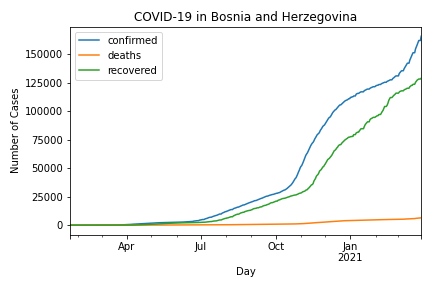 COVID-19 in Bosnia and Herzegovina
confirmed
deaths
recovered
Number of Cases
150000
125000
100000
75000
50000
25000
0
Apr
Jul
Oct
Jan
2021
Day